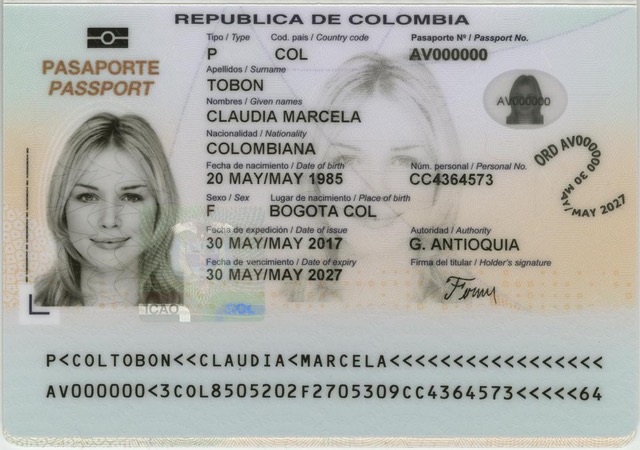 REPUBLICA DE COLOMBIA
PASAPORTE
PASSPORT
Tipo / Type Cod. país / Country code Pasaporte Nº / Passport No.
P COL AV000000
Apellidos / Surname
TOBON
AV000000
Nombres / Given names
CLAUDIA MARCELA
Nacionalidad / Nationality
COLOMBIANA
Fecha de nacimiento / Date of birth Núm. personal / Personal No.
20 MAY/MAY 1985 CC4364573
ORD AV000000 30 MAY/MAY 2027
Sexo / Sex Lugar de nacimiento / Place of birth
F BOGOTA COL
Fecha de expedición / Date of issue Autoridad / Authority
30 MAY/MAY 2017 G. ANTIOQUIA
Fecha de vencimiento / Date of expiry Firma del titular / Holder's signature
30 MAY/MAY 2027
ICAO
P<COLTOBON<<CLAUDIA<MARCELA<<<<<<<<<<<<<<<<<
AV000000<3COL8505202F2705309CC4364573<<<<<64